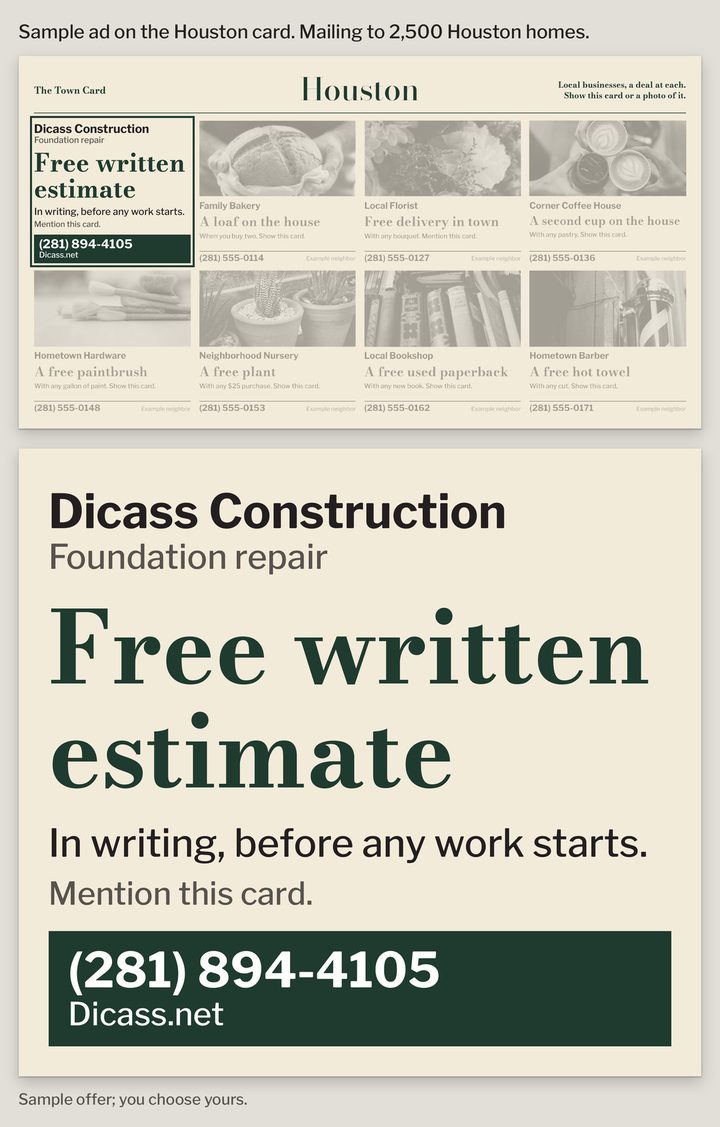 Sample ad on the Houston card. Mailing to 2,500 Houston homes.
The Town Card
Houston
Local businesses, a deal at each.
Show this card or a photo of it.
Dicass Construction
Foundation repair
Free written
estimate
In writing, before any work starts.
Mention this card.
(281) 894-4105
Dicass.net
Family Bakery
A loaf on the house
When you buy two. Show this card.
(281) 555-0114
Example neighbor
Local Florist
Free delivery in town
With any bouquet. Mention this card.
(281) 555-0127
Example neighbor
Corner Coffee House
A second cup on the house
With any pastry. Show this card.
(281) 555-0136
Example neighbor
Hometown Hardware
A free paintbrush
With any gallon of paint. Show this card.
(281) 555-0148
Example neighbor
Neighborhood Nursery
A free plant
With any $25 purchase. Show this card.
(281) 555-0153
Example neighbor
Local Bookshop
A free used paperback
With any new book. Show this card.
(281) 555-0162
Example neighbor
Hometown Barber
A free hot towel
With any cut. Show this card.
(281) 555-0171
Example neighbor
Dicass Construction
Foundation repair
Free written
estimate
In writing, before any work starts.
Mention this card.
(281) 894-4105
Dicass.net
Sample offer; you choose yours.